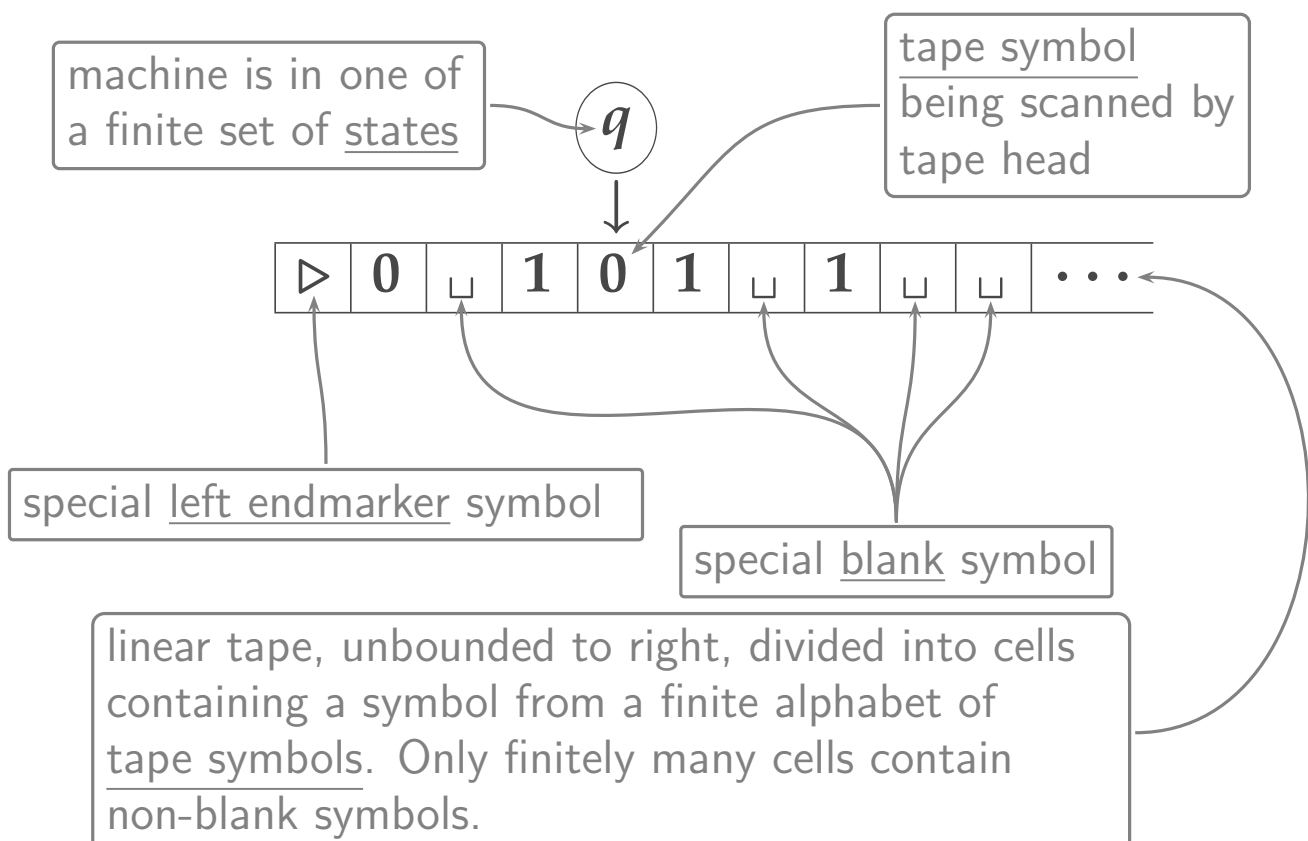 machine is in one of
a finite set of states
q
tape symbol
being scanned by
tape head
▷ 0 ␣ 1 0 1 ␣ 1 ␣ ␣ ···
special left endmarker symbol
special blank symbol
linear tape, unbounded to right, divided into cells
containing a symbol from a finite alphabet of
tape symbols. Only finitely many cells contain
non-blank symbols.